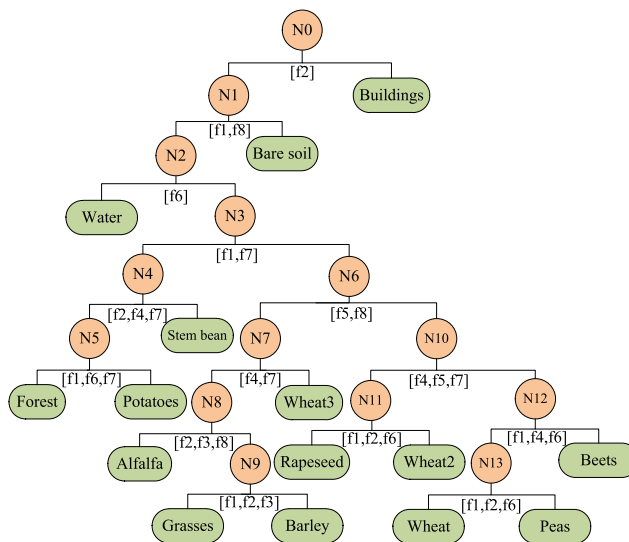 N0
[f2]
N1
Buildings
[f1,f8]
N2
Bare soil
[f6]
Water
N3
[f1,f7]
N4
N6
[f2,f4,f7]
[f5,f8]
N5
Stem bean
N7
N10
[f1,f6,f7]
[f4,f7]
[f4,f5,f7]
Forest
Potatoes
N8
Wheat3
N11
N12
[f2,f3,f8]
[f1,f2,f6]
[f1,f4,f6]
Alfalfa
N9
Rapeseed
Wheat2
N13
Beets
[f1,f2,f3]
[f1,f2,f6]
Grasses
Barley
Wheat
Peas